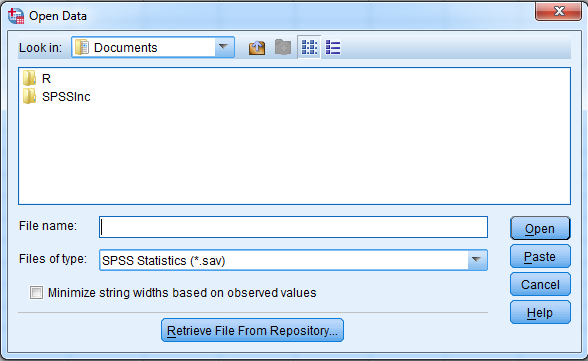 Open Data
Look in: Documents
R
SPSSInc
File name:
Open
Files of type: SPSS Statistics (*.sav)
Paste
Minimize string widths based on observed values
Cancel
Help
Retrieve File From Repository...